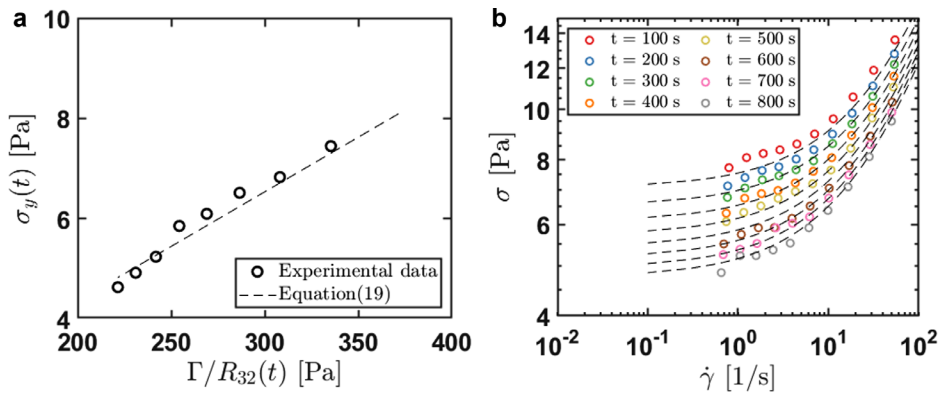 a
10
8
6
4
σy(t) [Pa]
200 250 300 350 400
Γ/R32(t) [Pa]
Experimental data
Equation(19)
b
14
12
10
8
6
4
σ [Pa]
t = 100 s t = 500 s
t = 200 s t = 600 s
t = 300 s t = 700 s
t = 400 s t = 800 s
10^-2 10^-1 10^0 10^1 10^2
γ̇ [1/s]